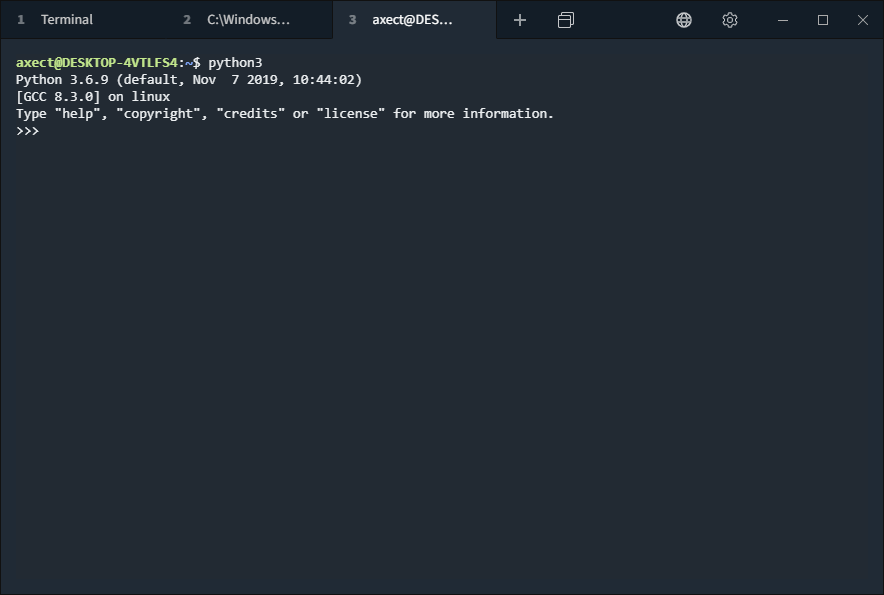 1 Terminal 2 C:\Windows... 3 axect@DES...
axect@DESKTOP-4VTLFS4:~$ python3
Python 3.6.9 (default, Nov  7 2019, 10:44:02)
[GCC 8.3.0] on linux
Type "help", "copyright", "credits" or "license" for more information.
>>>